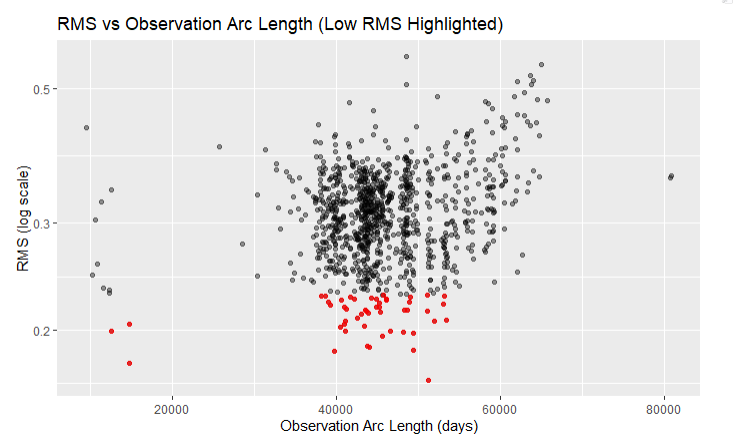 RMS vs Observation Arc Length (Low RMS Highlighted)
RMS (log scale)
0.5
0.3
0.2
20000 40000 60000 80000
Observation Arc Length (days)